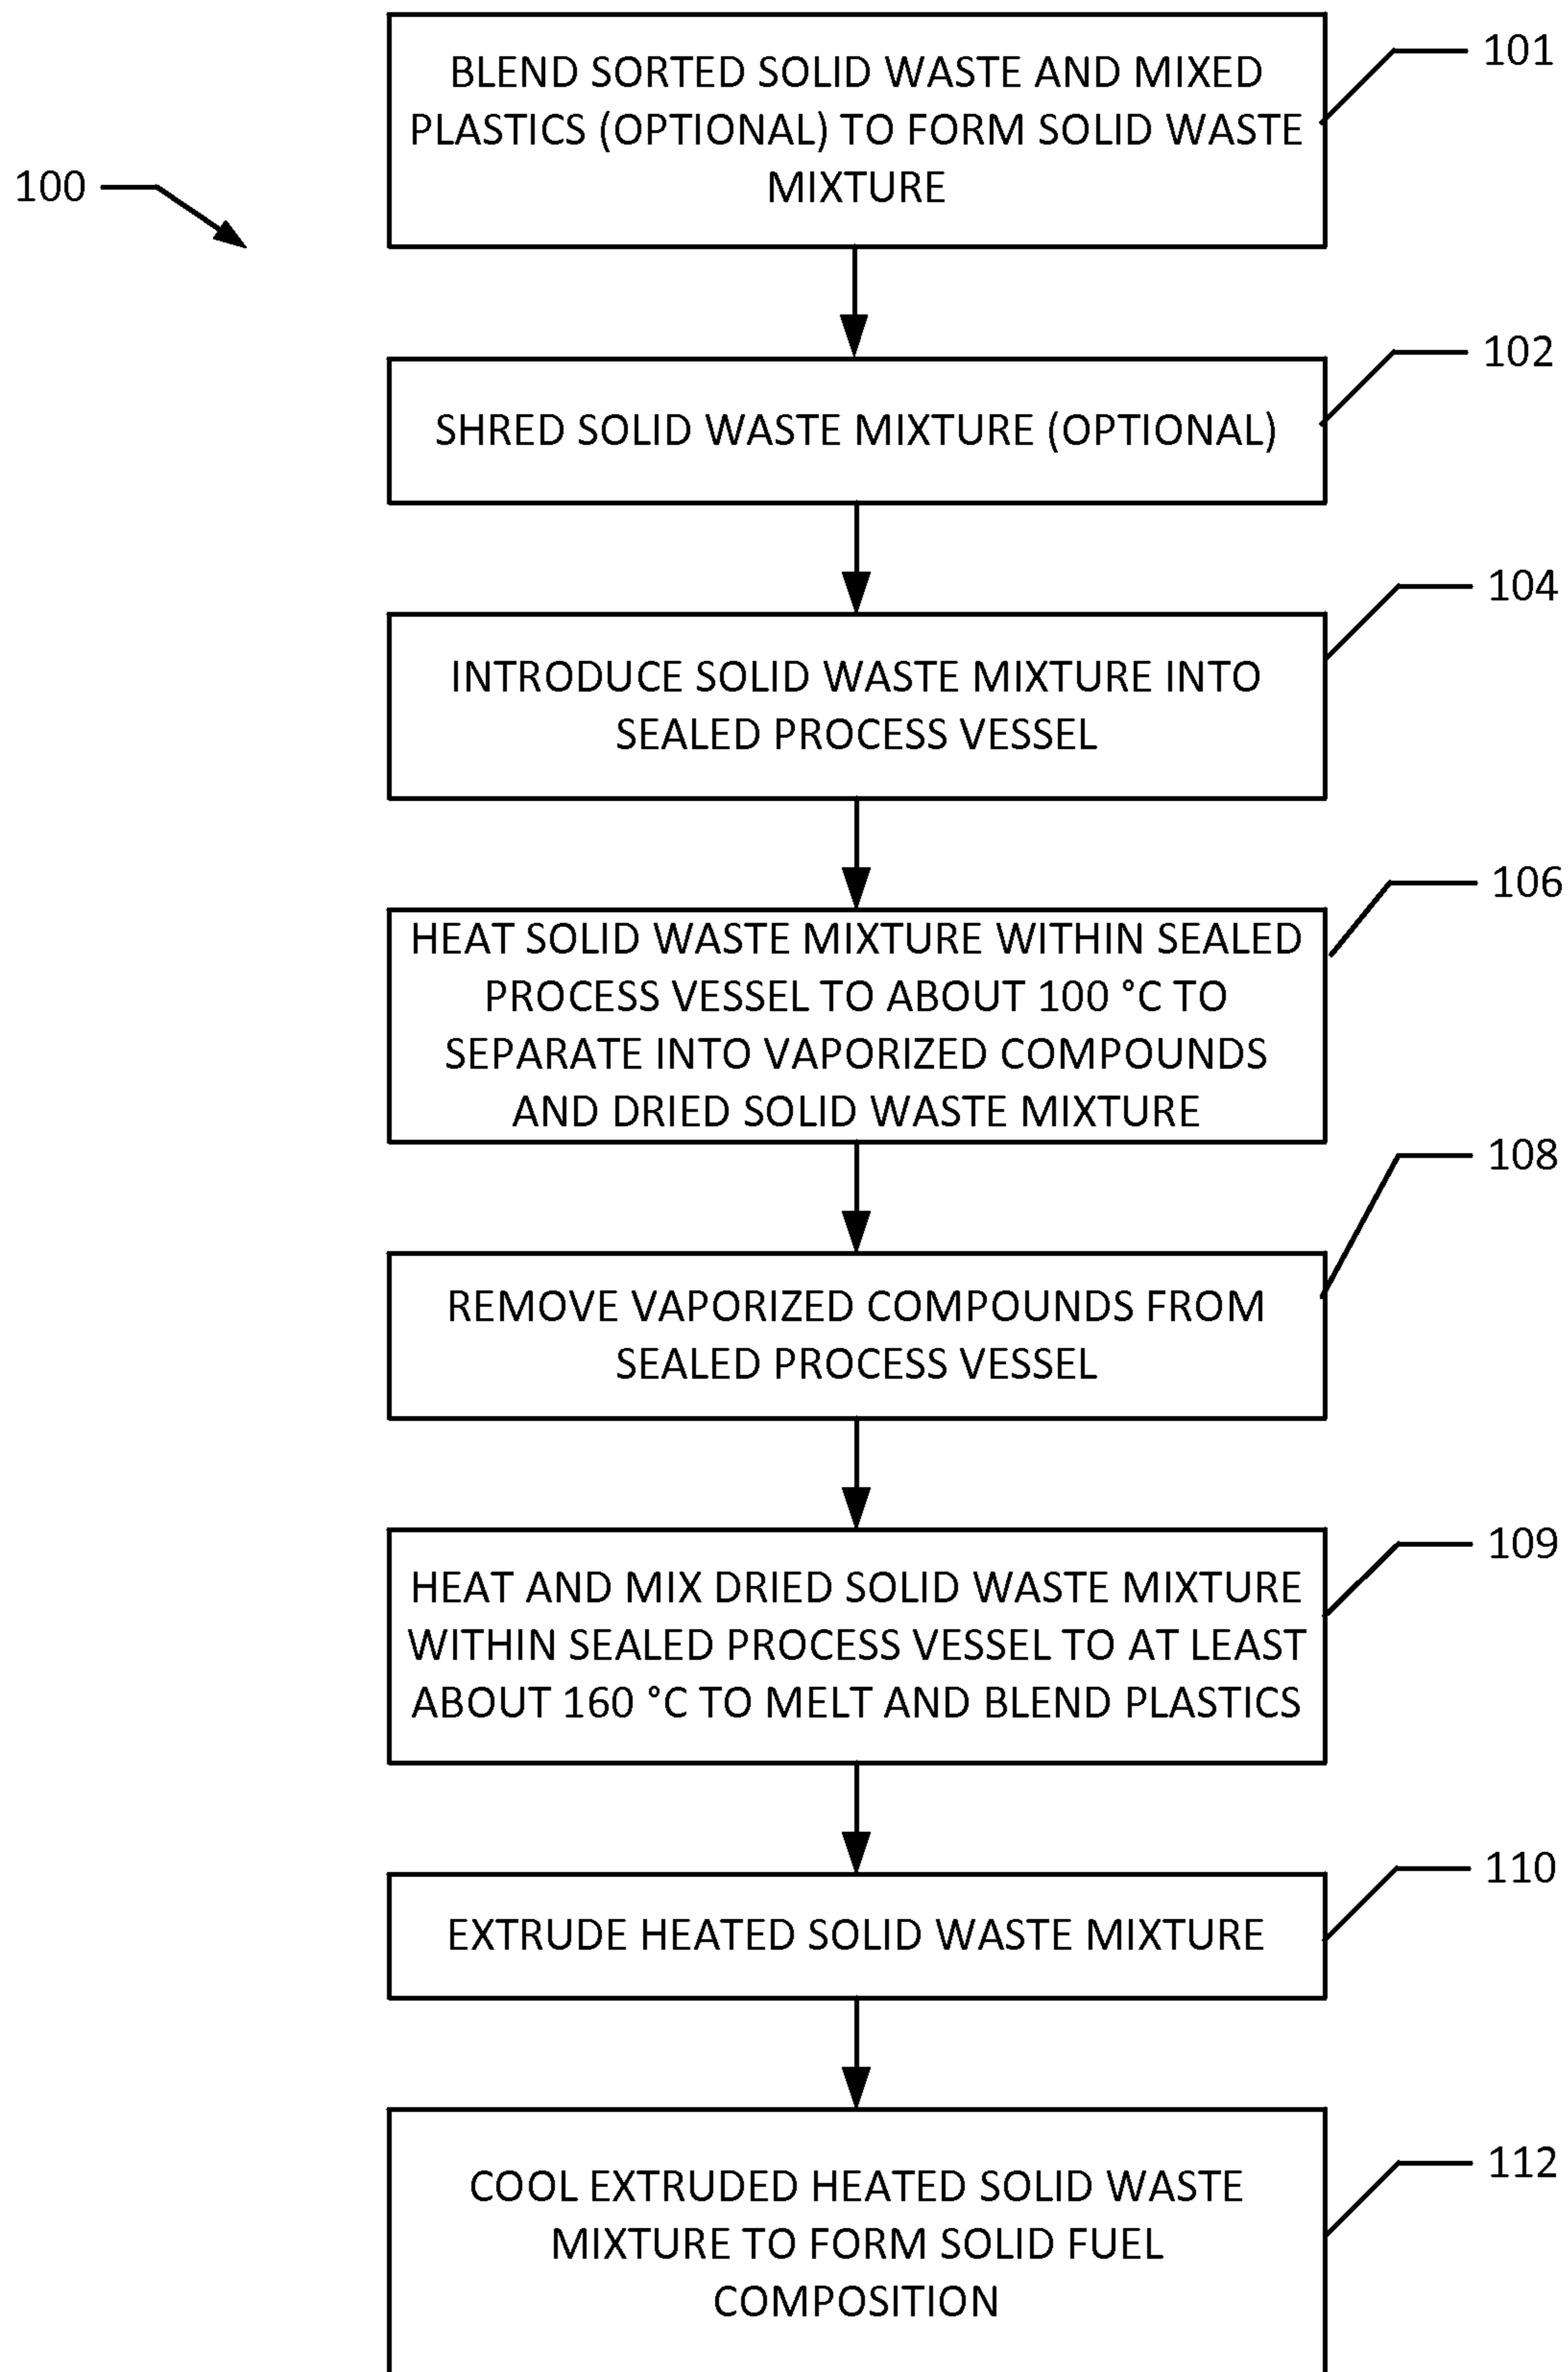 101
BLEND SORTED SOLID WASTE AND MIXED
PLASTICS (OPTIONAL) TO FORM SOLID WASTE
MIXTURE
100
102
SHRED SOLID WASTE MIXTURE (OPTIONAL)
104
INTRODUCE SOLID WASTE MIXTURE INTO
SEALED PROCESS VESSEL
106
HEAT SOLID WASTE MIXTURE WITHIN SEALED
PROCESS VESSEL TO ABOUT 100 °C TO
SEPARATE INTO VAPORIZED COMPOUNDS
AND DRIED SOLID WASTE MIXTURE
108
REMOVE VAPORIZED COMPOUNDS FROM
SEALED PROCESS VESSEL
109
HEAT AND MIX DRIED SOLID WASTE MIXTURE
WITHIN SEALED PROCESS VESSEL TO AT LEAST
ABOUT 160 °C TO MELT AND BLEND PLASTICS
110
EXTRUDE HEATED SOLID WASTE MIXTURE
112
COOL EXTRUDED HEATED SOLID WASTE
MIXTURE TO FORM SOLID FUEL
COMPOSITION